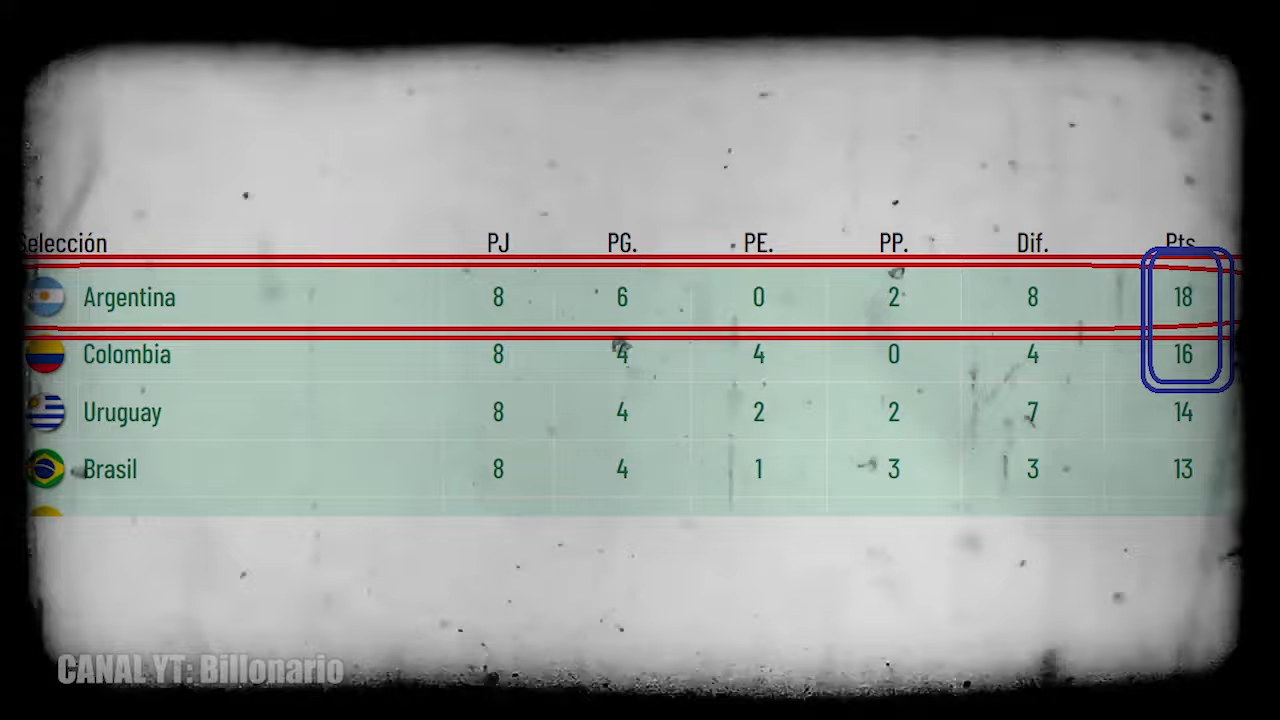 Selección PJ PG. PE. PP. Dif. Pts
Argentina 8 6 0 2 8 18
Colombia 8 4 4 0 4 16
Uruguay 8 4 2 2 7 14
Brasil 8 4 1 3 3 13
CANAL YT: Billonario